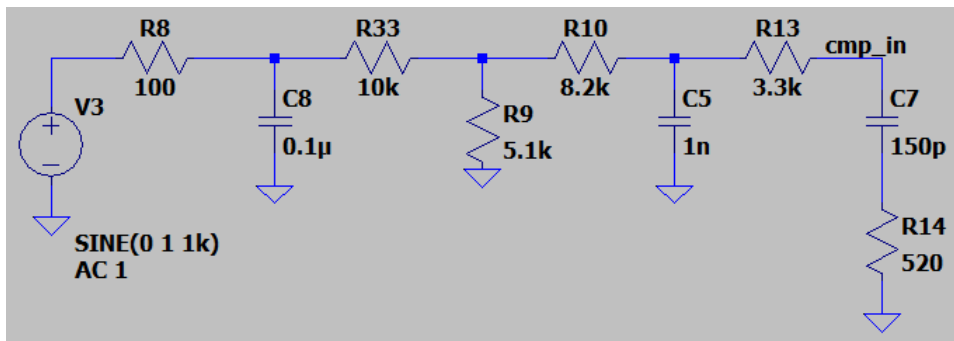 R8
100
R33
10k
R10
8.2k
R13
3.3k
cmp_in
V3
C8
0.1µ
R9
5.1k
C5
1n
C7
150p
R14
520
SINE(0 1 1k)
AC 1